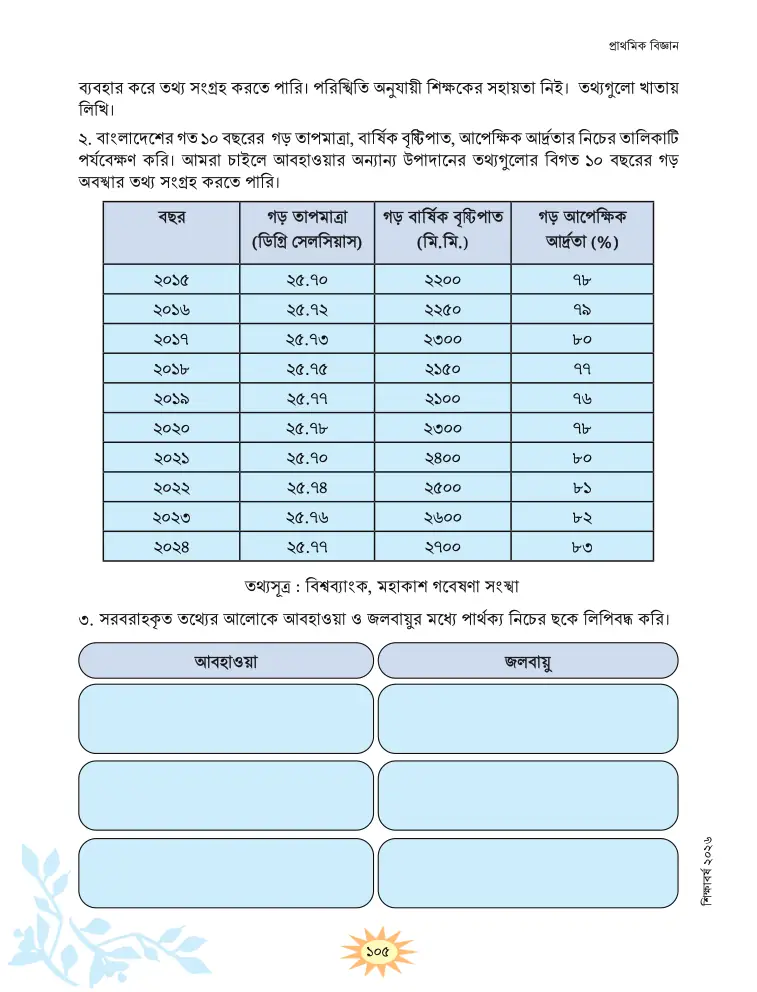 প্রাথমিক বিজ্ঞান
ব্যবহার করে তথ্য সংগ্রহ করতে পারি। পরিস্থিতি অনুযায়ী শিক্ষকের সহায়তা নিই। তথ্যগুলো খাতায়
লিখি।
২. বাংলাদেশের গত ১০ বছরের গড় তাপমাত্রা, বার্ষিক বৃষ্টিপাত, আপেক্ষিক আর্দ্রতার নিচের তালিকাটি
পর্যবেক্ষণ করি। আমরা চাইলে আবহাওয়ার অন্যান্য উপাদানের তথ্যগুলোর বিগত ১০ বছরের গড়
অবস্থার তথ্য সংগ্রহ করতে পারি।
বছর গড় তাপমাত্রা গড় বার্ষিক বৃষ্টিপাত গড় আপেক্ষিক
(ডিগ্রি সেলসিয়াস) (মি.মি.) আর্দ্রতা (%)
২০১৫ ২৫.৭০ ২২০০ ৭৮
২০১৬ ২৫.৭২ ২২৫০ ৭৯
২০১৭ ২৫.৭৩ ২৩০০ ৮০
২০১৮ ২৫.৭৫ ২১৫০ ৭৭
২০১৯ ২৫.৭৭ ২১০০ ৭৬
২০২০ ২৫.৭৮ ২৩০০ ৭৮
২০২১ ২৫.৭০ ২৪০০ ৮০
২০২২ ২৫.৭৪ ২৫০০ ৮১
২০২৩ ২৫.৭৬ ২৬০০ ৮২
২০২৪ ২৫.৭৭ ২৭০০ ৮৩
তথ্যসূত্র : বিশ্বব্যাংক, মহাকাশ গবেষণা সংস্থা
৩. সরবরাহকৃত তথ্যের আলোকে আবহাওয়া ও জলবায়ুর মধ্যে পার্থক্য নিচের ছকে লিপিবদ্ধ করি।
আবহাওয়া জলবায়ু
শিক্ষাবর্ষ ২০২৬
১০৫